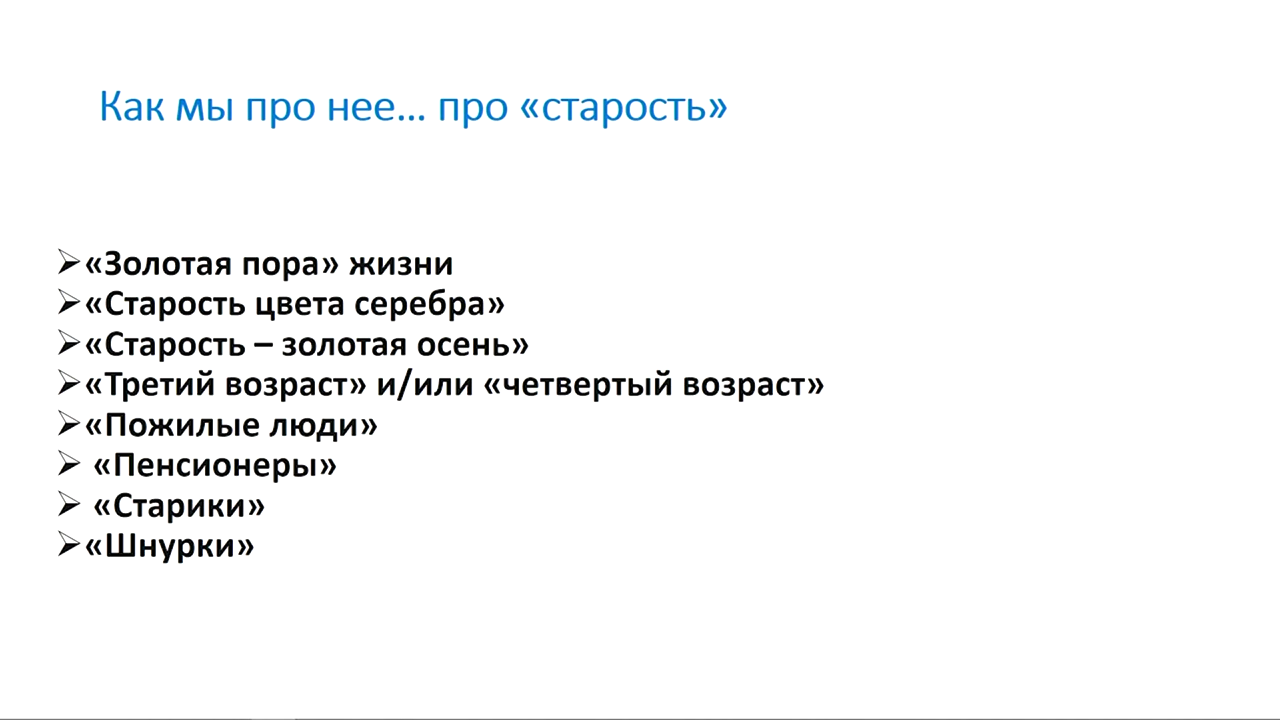 Как мы про нее... про «старость»
➢«Золотая пора» жизни
➢«Старость цвета серебра»
➢«Старость – золотая осень»
➢«Третий возраст» и/или «четвертый возраст»
➢«Пожилые люди»
➢ «Пенсионеры»
➢ «Старики»
➢«Шнурки»